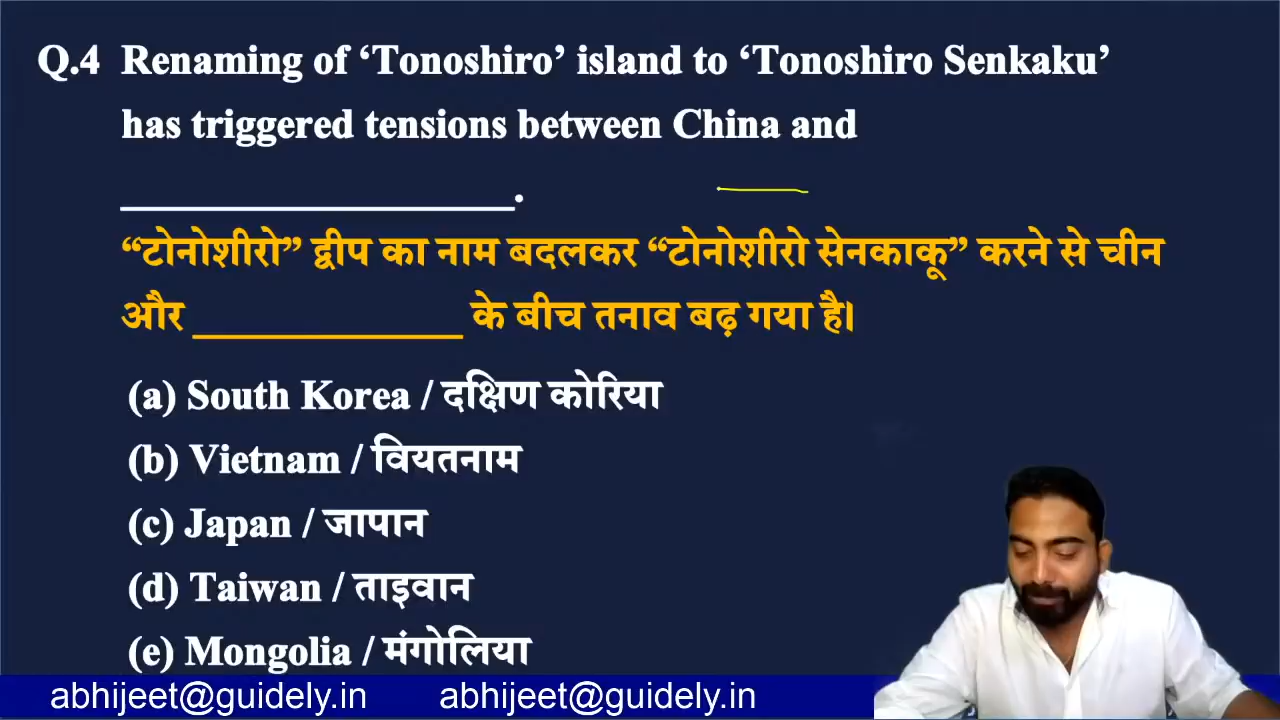 Q.4 Renaming of ‘Tonoshiro’ island to ‘Tonoshiro Senkaku’
has triggered tensions between China and
____________________.
“टोनोशीरो” द्वीप का नाम बदलकर “टोनोशीरो सेनकाकू” करने से चीन
और ______________ के बीच तनाव बढ़ गया है।
(a) South Korea / दक्षिण कोरिया
(b) Vietnam / वियतनाम
(c) Japan / जापान
(d) Taiwan / ताइवान
(e) Mongolia / मंगोलिया
abhijeet@guidely.in abhijeet@guidely.in